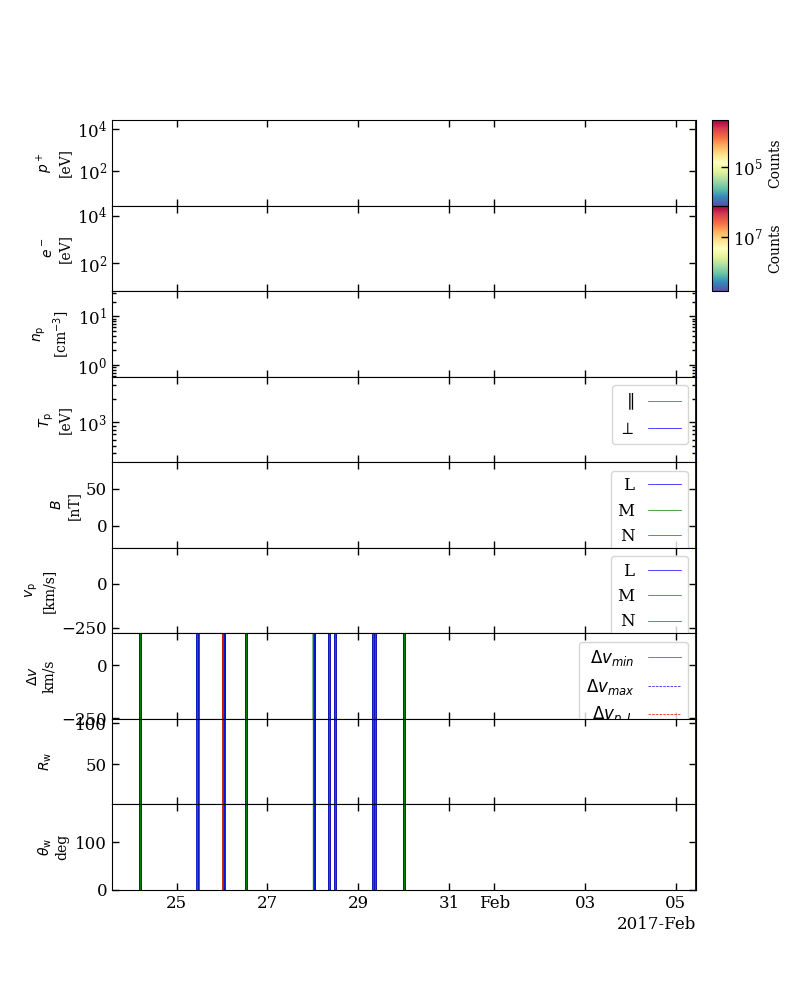 10^4
10^2
p^+
[eV]
10^5
Counts
10^4
10^2
e^-
[eV]
10^7
Counts
10^1
10^0
n_p
[cm^-3]
10^3
T_p
[eV]
∥
⊥
50
0
B
[nT]
L
M
N
0
−250
v_p
[km/s]
L
M
N
0
−250
Δv
km/s
Δv_min
Δv_max
100
50
R_w
100
0
θ_w
deg
25 27 29 31 Feb 03 05
2017-Feb